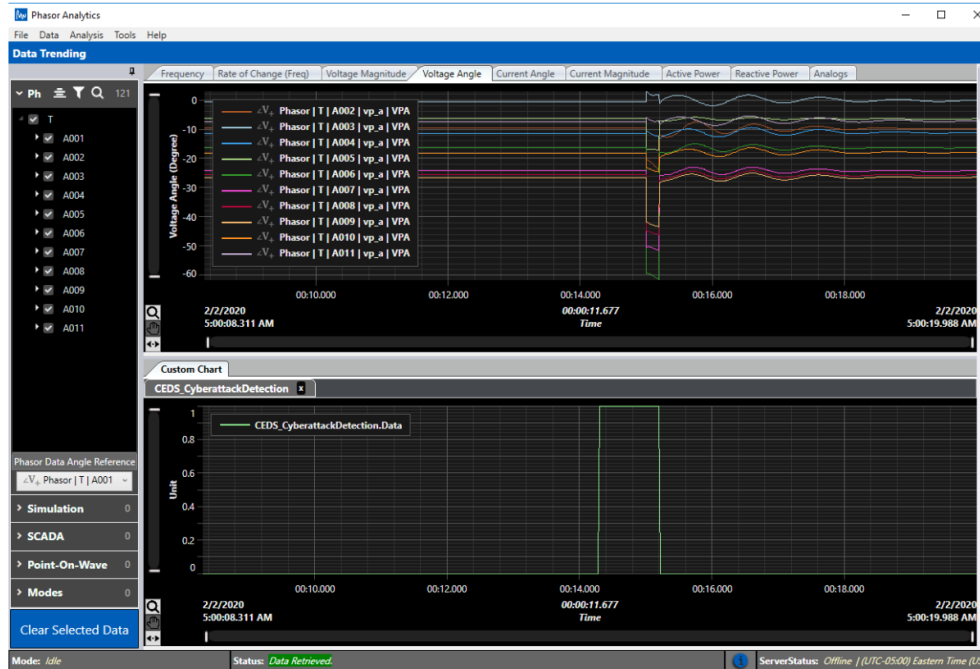 Phasor Analytics
File Data Analysis Tools Help
Data Trending
Frequency Rate of Change (Freq) Voltage Magnitude Voltage Angle Current Angle Current Magnitude Active Power Reactive Power Analogs
Ph 121
T
A001
A002
A003
A004
A005
A006
A007
A008
A009
A010
A011
Phasor Data Angle Reference
∠V+ Phasor | T | A001
Simulation 0
SCADA 0
Point-On-Wave 0
Modes 0
Clear Selected Data
Voltage Angle (Degree)
0
-10
-20
-30
-40
-50
-60
∠V+ Phasor | T | A002 | vp_a | VPA
∠V+ Phasor | T | A003 | vp_a | VPA
∠V+ Phasor | T | A004 | vp_a | VPA
∠V+ Phasor | T | A005 | vp_a | VPA
∠V+ Phasor | T | A006 | vp_a | VPA
∠V+ Phasor | T | A007 | vp_a | VPA
∠V+ Phasor | T | A008 | vp_a | VPA
∠V+ Phasor | T | A009 | vp_a | VPA
∠V+ Phasor | T | A010 | vp_a | VPA
∠V+ Phasor | T | A011 | vp_a | VPA
00:10.000 00:12.000 00:14.000 00:16.000 00:18.000
2/2/2020 00:00:11.677 2/2/2020
5:00:08.311 AM Time 5:00:19.988 AM
Custom Chart
CEDS_CyberattackDetection x
CEDS_CyberattackDetection.Data
Unit
1
0.8
0.6
0.4
0.2
0
00:10.000 00:12.000 00:14.000 00:16.000 00:18.000
2/2/2020 00:00:11.677 2/2/2020
5:00:08.311 AM Time 5:00:19.988 AM
Mode: Idle Status: Data Retrieved. ServerStatus: Offline | (UTC-05:00) Eastern Time (U